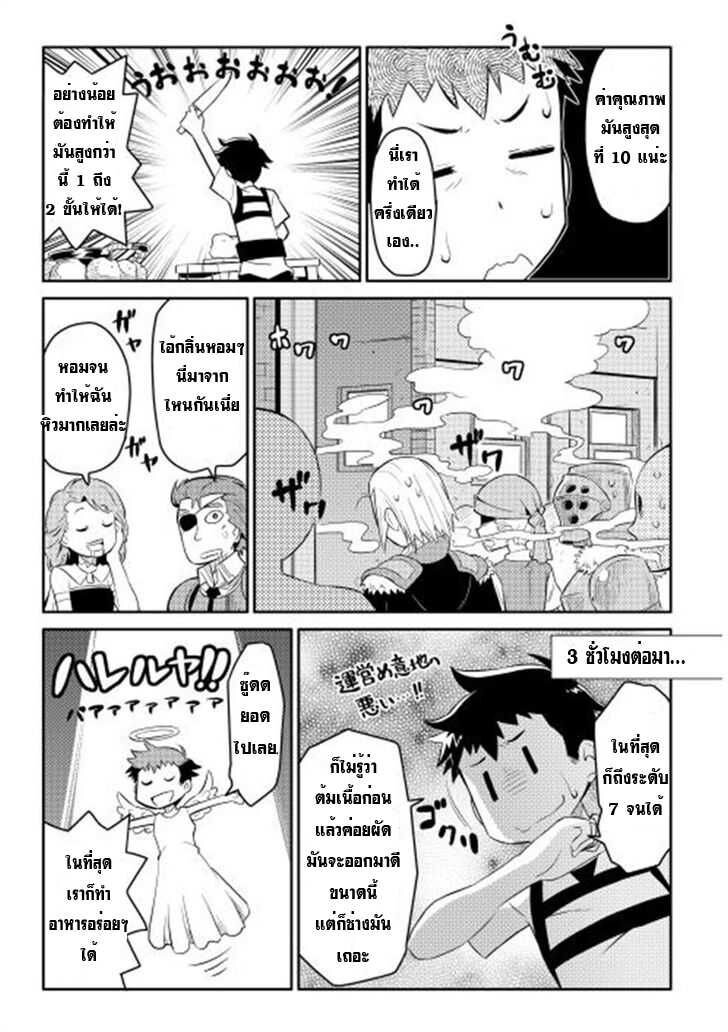 ค่าคุณภาพ
มันสูงสุด
ที่ 10 แน่ะ
うむむ
นี่เรา
ทำได้
ครึ่งเดียว
เอง..
うおおおおおお!
อย่างน้อย
ต้องทำให้
มันสูงกว่า
นี้ 1 ถึง
2 ขั้นให้ได้!
ホワワ
ザワ
ザワ
ガヤ
ガヤ
ไอ้กลิ่นหอมๆ
นี่มาจาก
ไหนกันเนี่ย
หอมจน
ทำให้ฉัน
หิวมากเลยล่ะ
3 ชั่วโมงต่อมา...
ในที่สุด
ก็ถึงระดับ
7 จนได้
運営め意地の
悪い…!!
ゴクリ
ก็ไม่รู้ว่า
ต้มเนื้อก่อน
แล้วค่อยผัด
มันจะออกมาดี
ขนาดนี้
แต่ก็ช่างมัน
เถอะ
ハレルヤ!!
パァァァァァァァ
ซู๊ดด
ยอด
ไปเลย
ในที่สุด
เราก็ทำ
อาหารอร่อยๆ
ได้